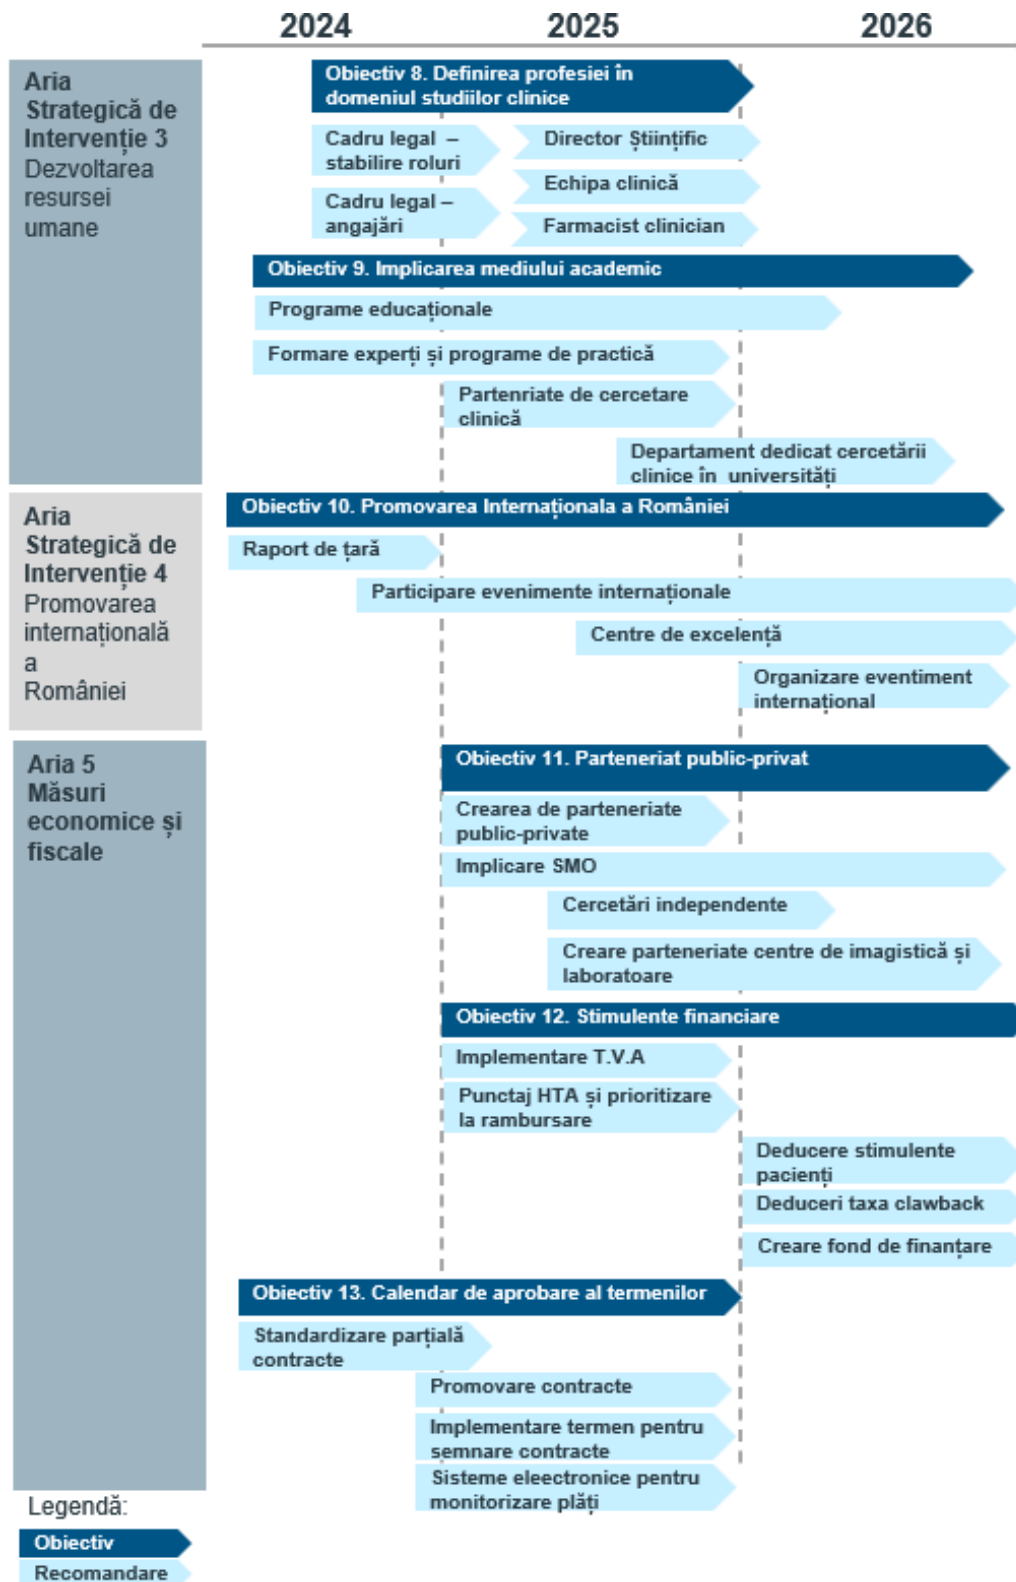 2024 2025 2026
Aria
Strategică de
Intervenție 3
Dezvoltarea
resursei
umane
Obiectiv 8. Definirea profesiei în
domeniul studiilor clinice
Cadru legal –
stabilire roluri
Cadru legal –
angajări
Director Științific
Echipa clinică
Farmacist clinician
Obiectiv 9. Implicarea mediului academic
Programe educaționale
Formare experți și programe de practică
Partenriate de cercetare
clinică
Departament dedicat cercetării
clinice în universități
Aria
Strategică de
Intervenție 4
Promovarea
internațională
a
României
Obiectiv 10. Promovarea Internaționala a României
Raport de țară
Participare evenimente internaționale
Centre de excelență
Organizare eventiment
internațional
Aria 5
Măsuri
economice și
fiscale
Obiectiv 11. Parteneriat public-privat
Crearea de parteneriate
public-private
Implicare SMO
Cercetări independente
Creare parteneriate centre de imagistică și
laboratoare
Obiectiv 12. Stimulente financiare
Implementare T.V.A
Punctaj HTA și prioritizare
la rambursare
Deducere stimulente
pacienți
Deduceri taxa clawback
Creare fond de finanțare
Obiectiv 13. Calendar de aprobare al termenilor
Standardizare parțială
contracte
Promovare contracte
Implementare termen pentru
semnare contracte
Sisteme eleectronice pentru
monitorizare plăți
Legendă:
Obiectiv
Recomandare